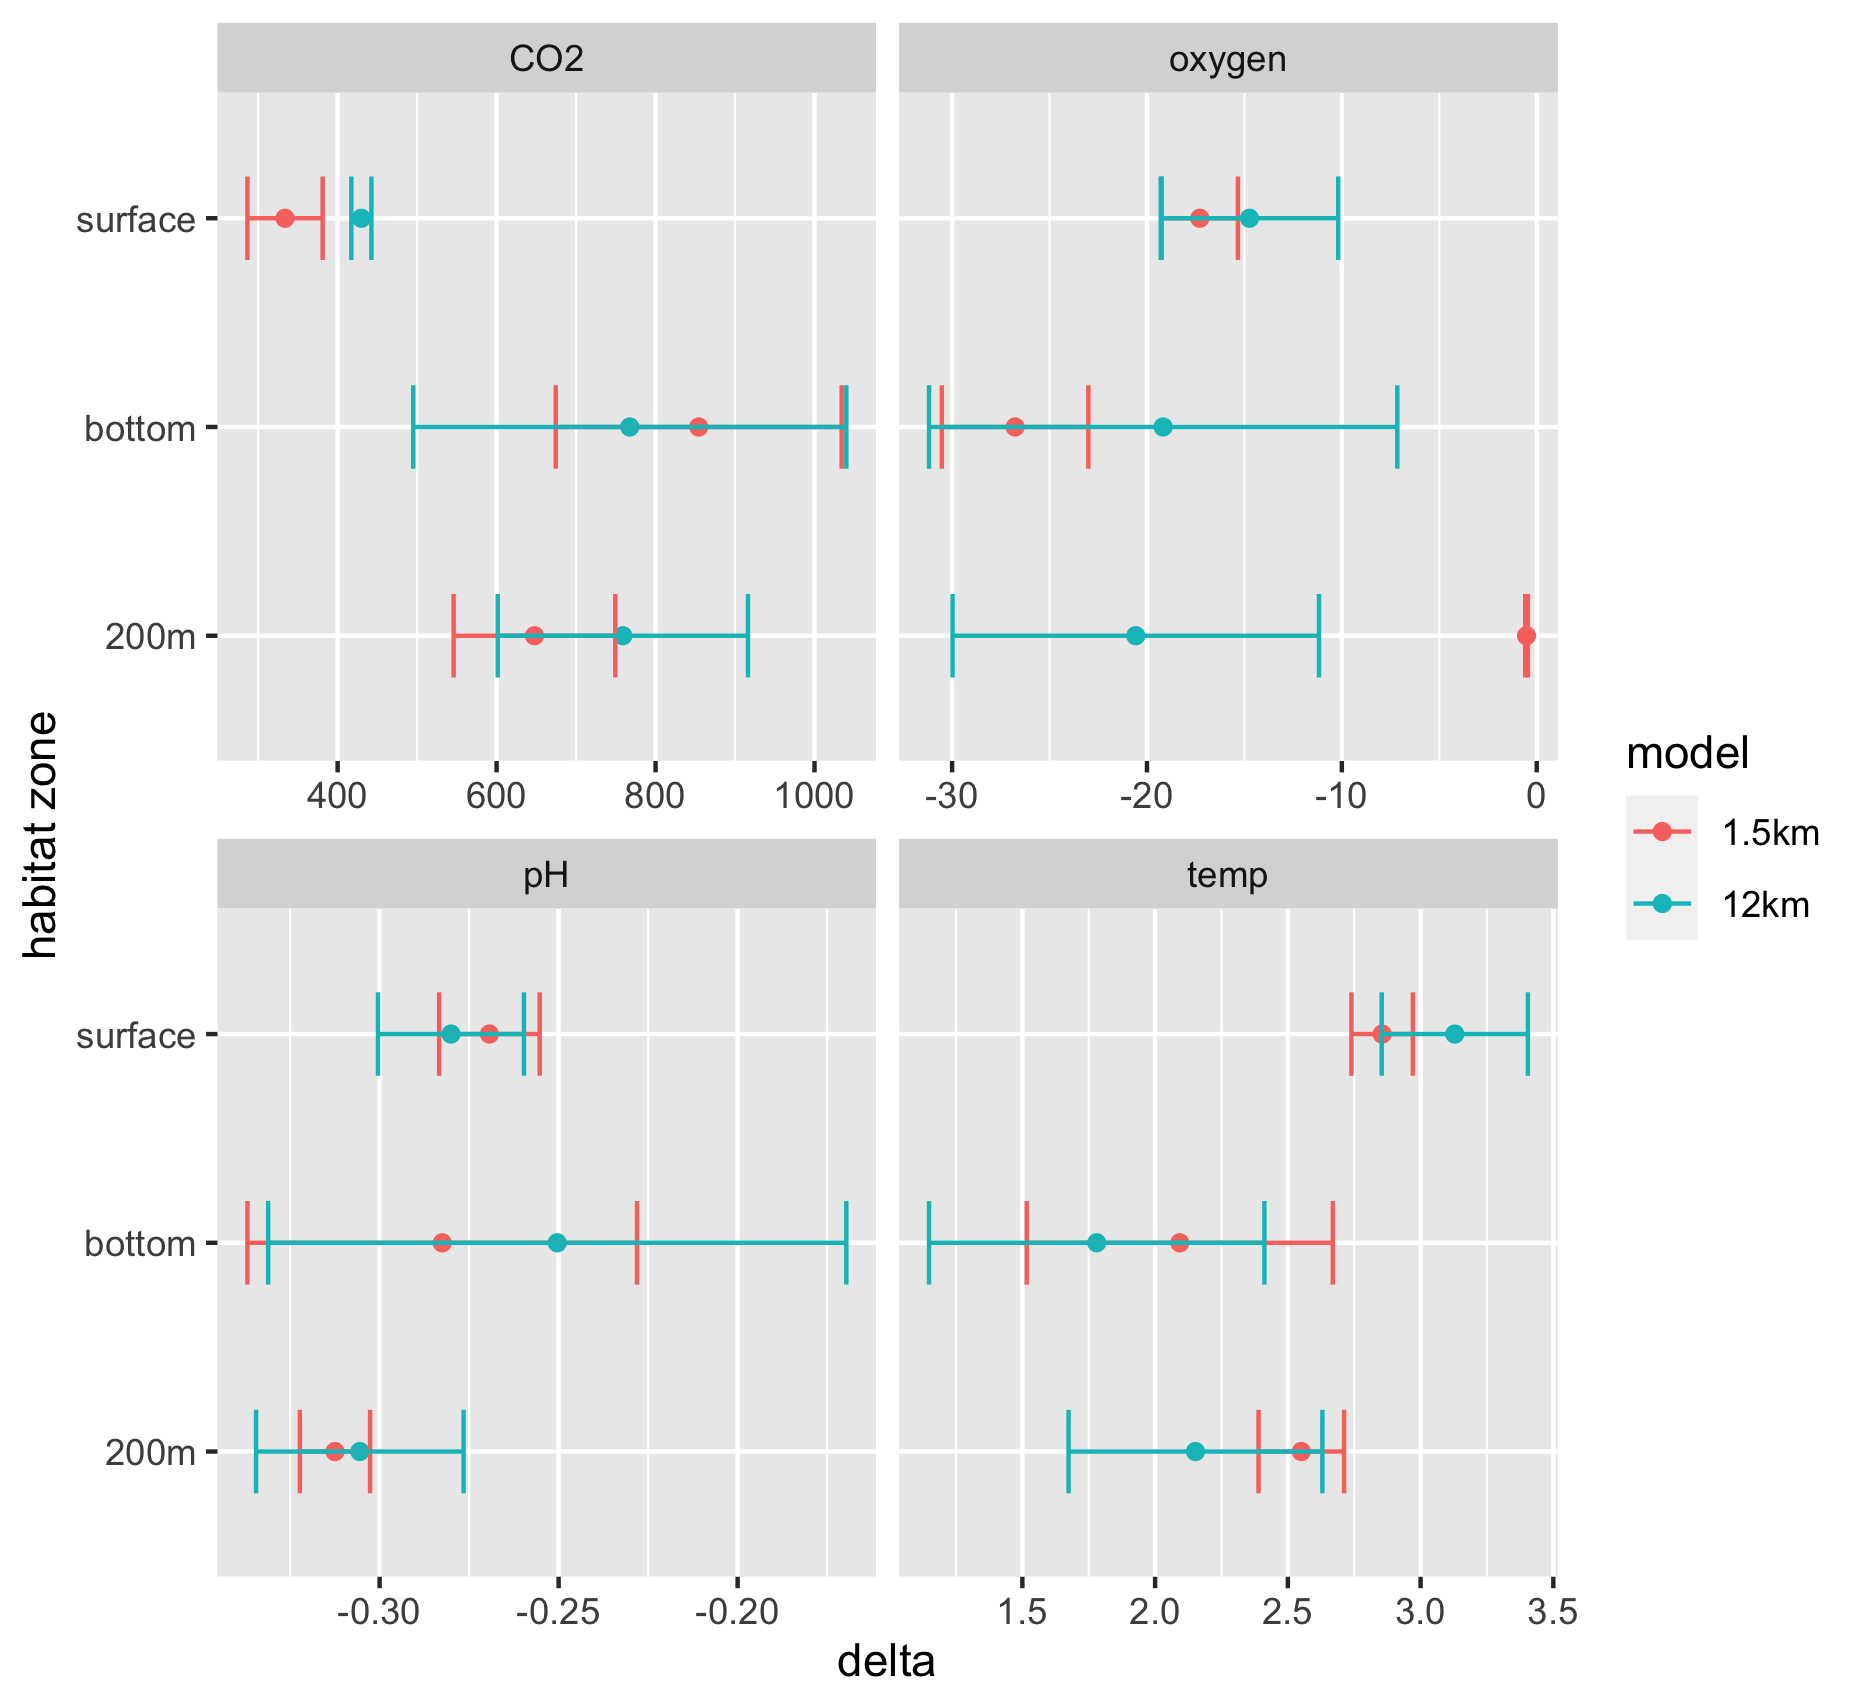 CO2
oxygen
surface
bottom
200m
400 600 800 1000
-30 -20 -10 0
pH
temp
surface
bottom
200m
-0.30 -0.25 -0.20
1.5 2.0 2.5 3.0 3.5
delta
habitat zone
model
1.5km
12km